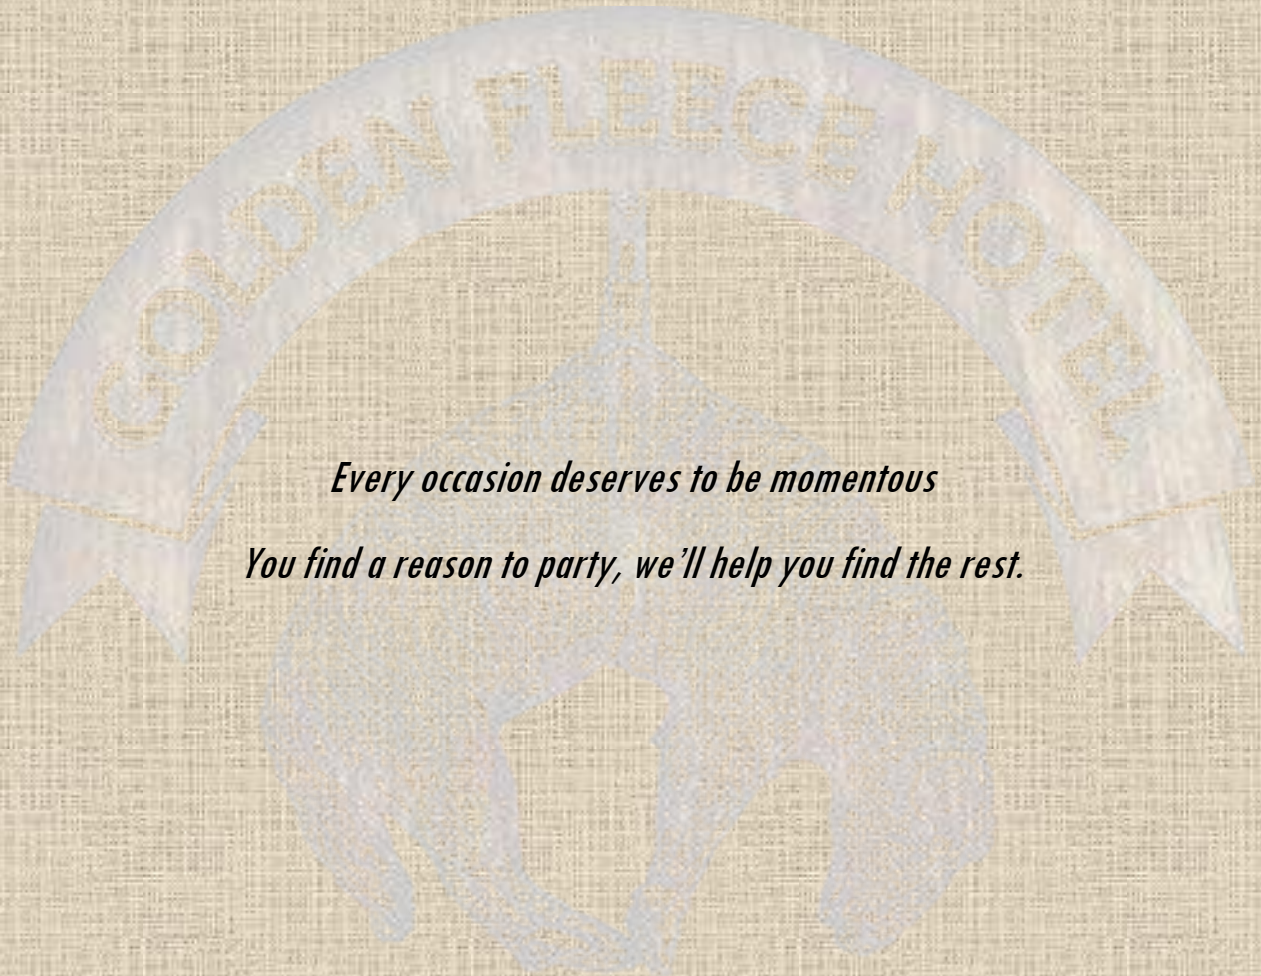 GOLDEN FLEECE HOTEL
Every occasion deserves to be momentous
You find a reason to party, we’ll help you find the rest.